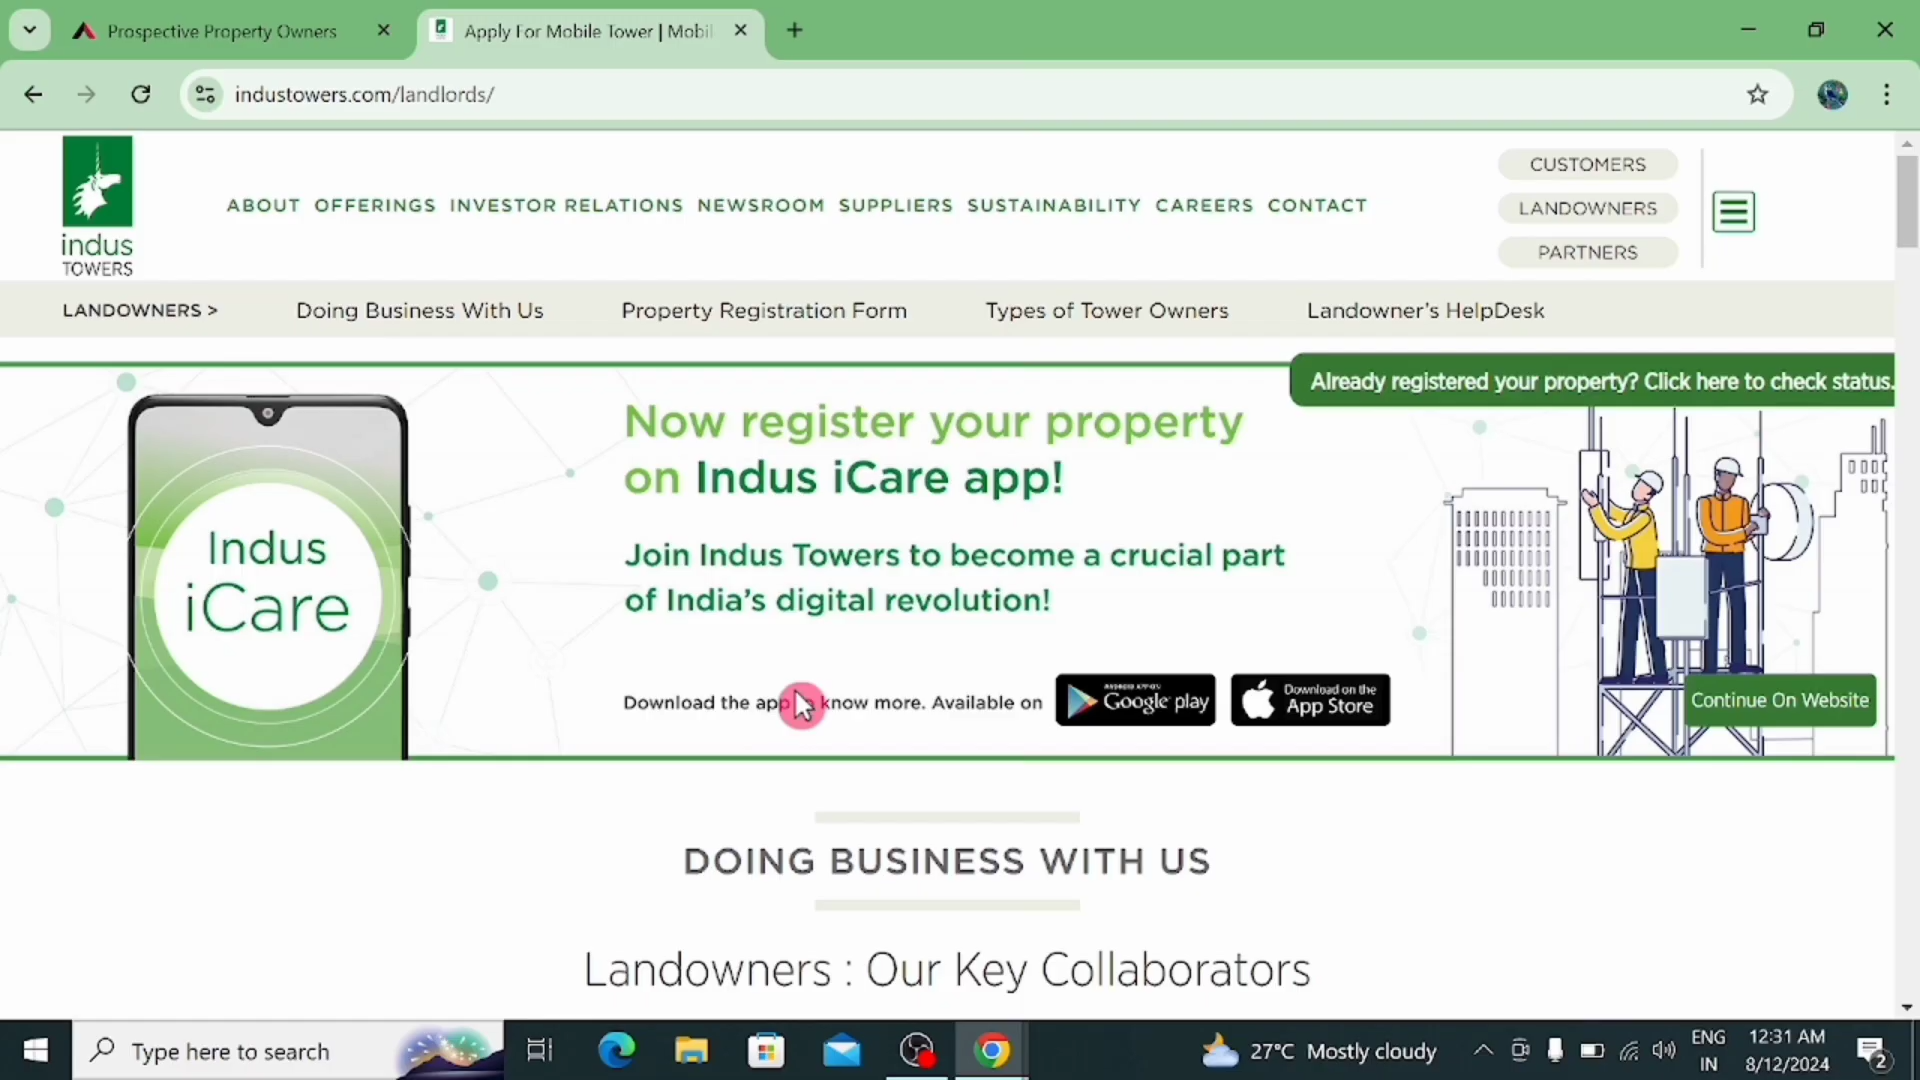 Prospective Property Owners
Apply For Mobile Tower | Mobil
industowers.com/landlords/
indus
TOWERS
ABOUT OFFERINGS INVESTOR RELATIONS NEWSROOM SUPPLIERS SUSTAINABILITY CAREERS CONTACT
CUSTOMERS
LANDOWNERS
PARTNERS
LANDOWNERS > Doing Business With Us Property Registration Form Types of Tower Owners Landowner's HelpDesk
Already registered your property? Click here to check status.
Now register your property
on Indus iCare app!
Indus
iCare
Join Indus Towers to become a crucial part
of India's digital revolution!
Download the app know more. Available on
ANDROID APP ON
Google play
Download on the
App Store
Continue On Website
DOING BUSINESS WITH US
Landowners : Our Key Collaborators
Type here to search
27°C Mostly cloudy
ENG
IN
12:31 AM
8/12/2024
2